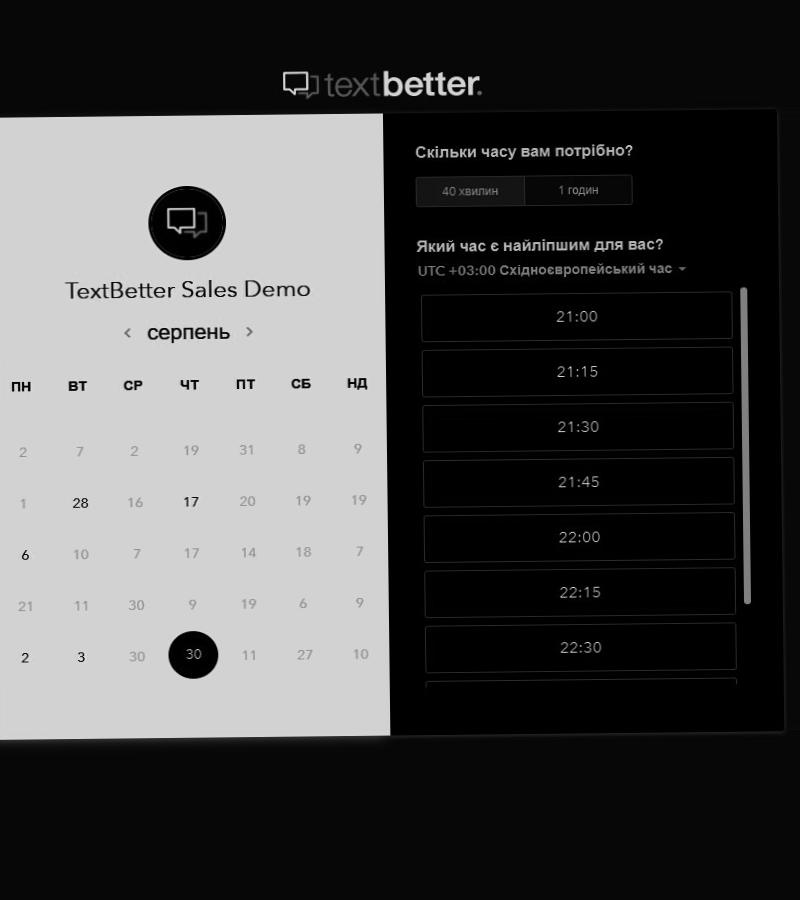 textbetter.
TextBetter Sales Demo
< серпень >
ПН ВТ СР ЧТ ПТ СБ НД
2 7 2 19 31 8 9
1 28 16 17 20 19 19
6 10 7 17 14 18 7
21 11 30 9 19 6 9
2 3 30 30 11 27 10
Скільки часу вам потрібно?
40 хвилин 1 годин
Який час є найліпшим для вас?
UTC +03:00 Східноєвропейський час
21:00
21:15
21:30
21:45
22:00
22:15
22:30